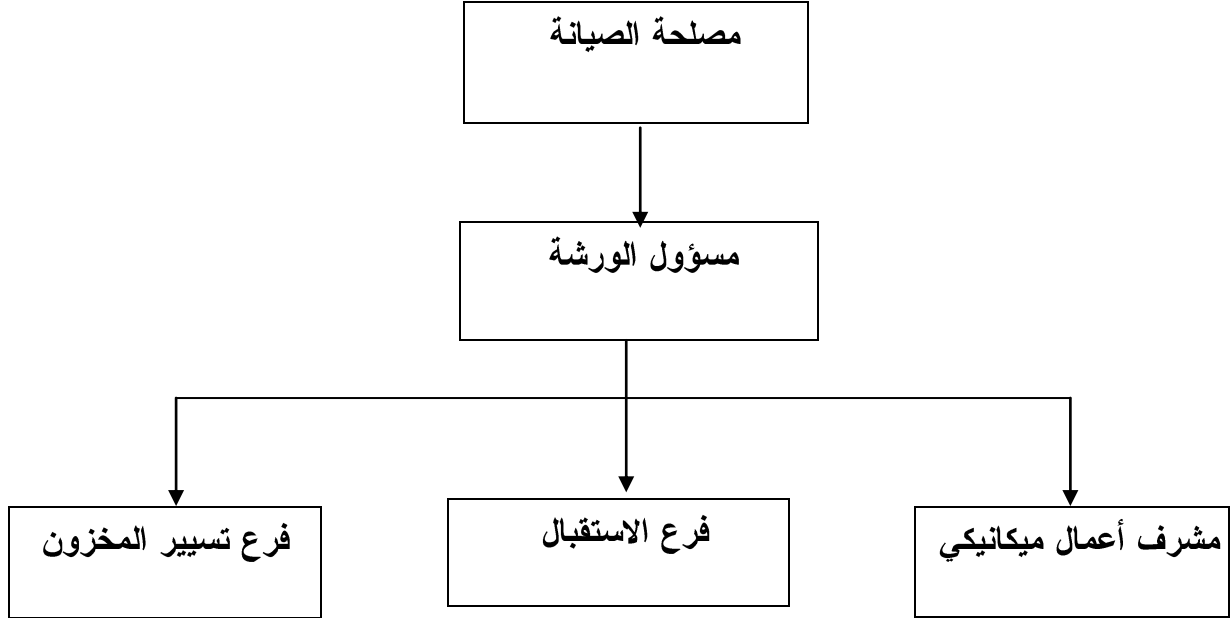 مصلحة الصيانة
مسؤول الورشة
مشرف أعمال ميكانيكي
فرع الاستقبال
فرع تسيير المخزون